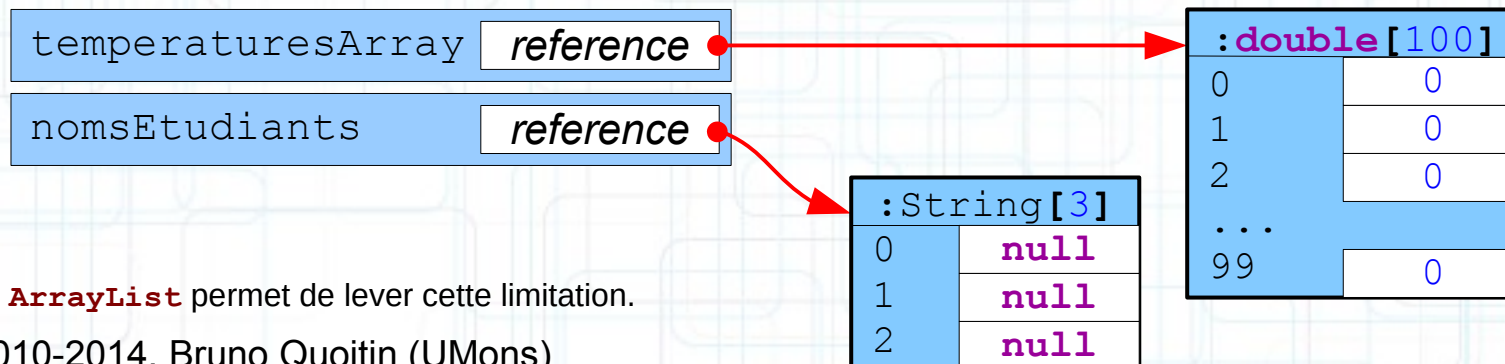 temperaturesArray reference
nomsEtudiants reference
:double[100]
0 0
1 0
2 0
...
99 0
:String[3]
0 null
1 null
2 null
ArrayList permet de lever cette limitation.
010-2014, Bruno Quoitin (UMons)